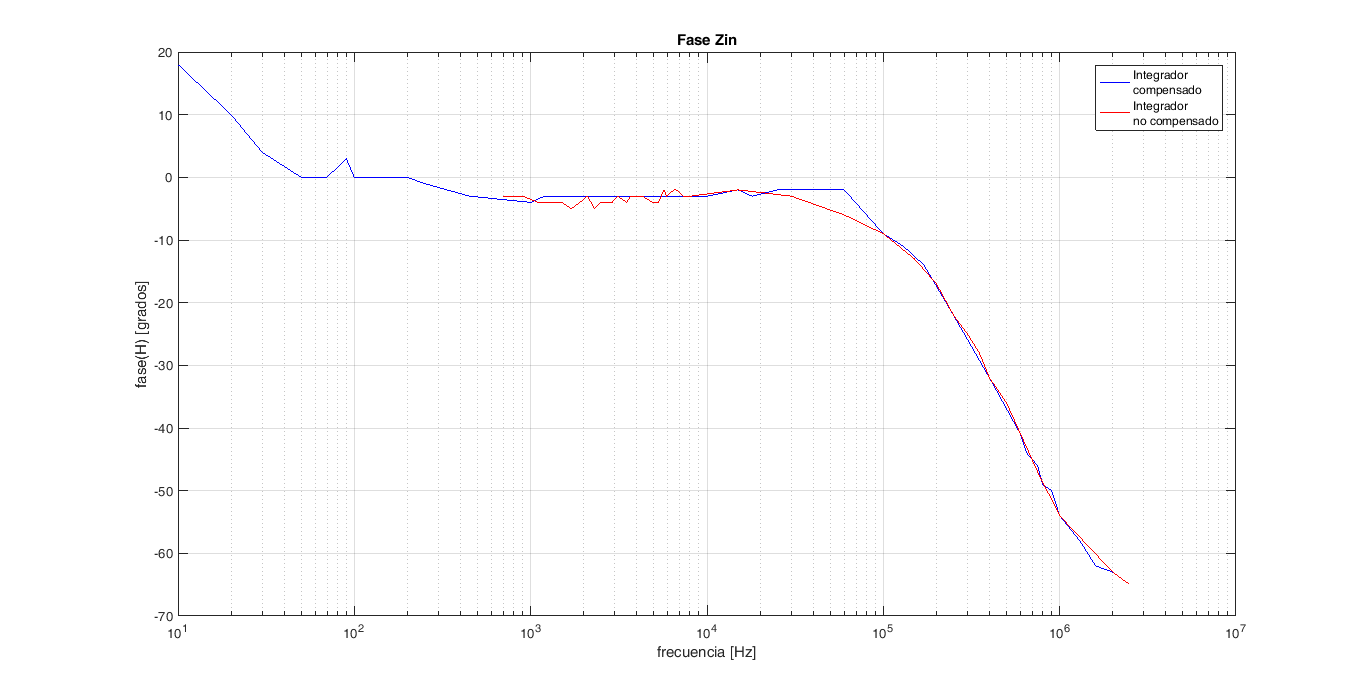 Fase Zin
Integrador
compensado
Integrador
no compensado
fase(H) [grados]
20
10
0
-10
-20
-30
-40
-50
-60
-70
10^1
10^2
10^3
10^4
10^5
10^6
10^7
frecuencia [Hz]